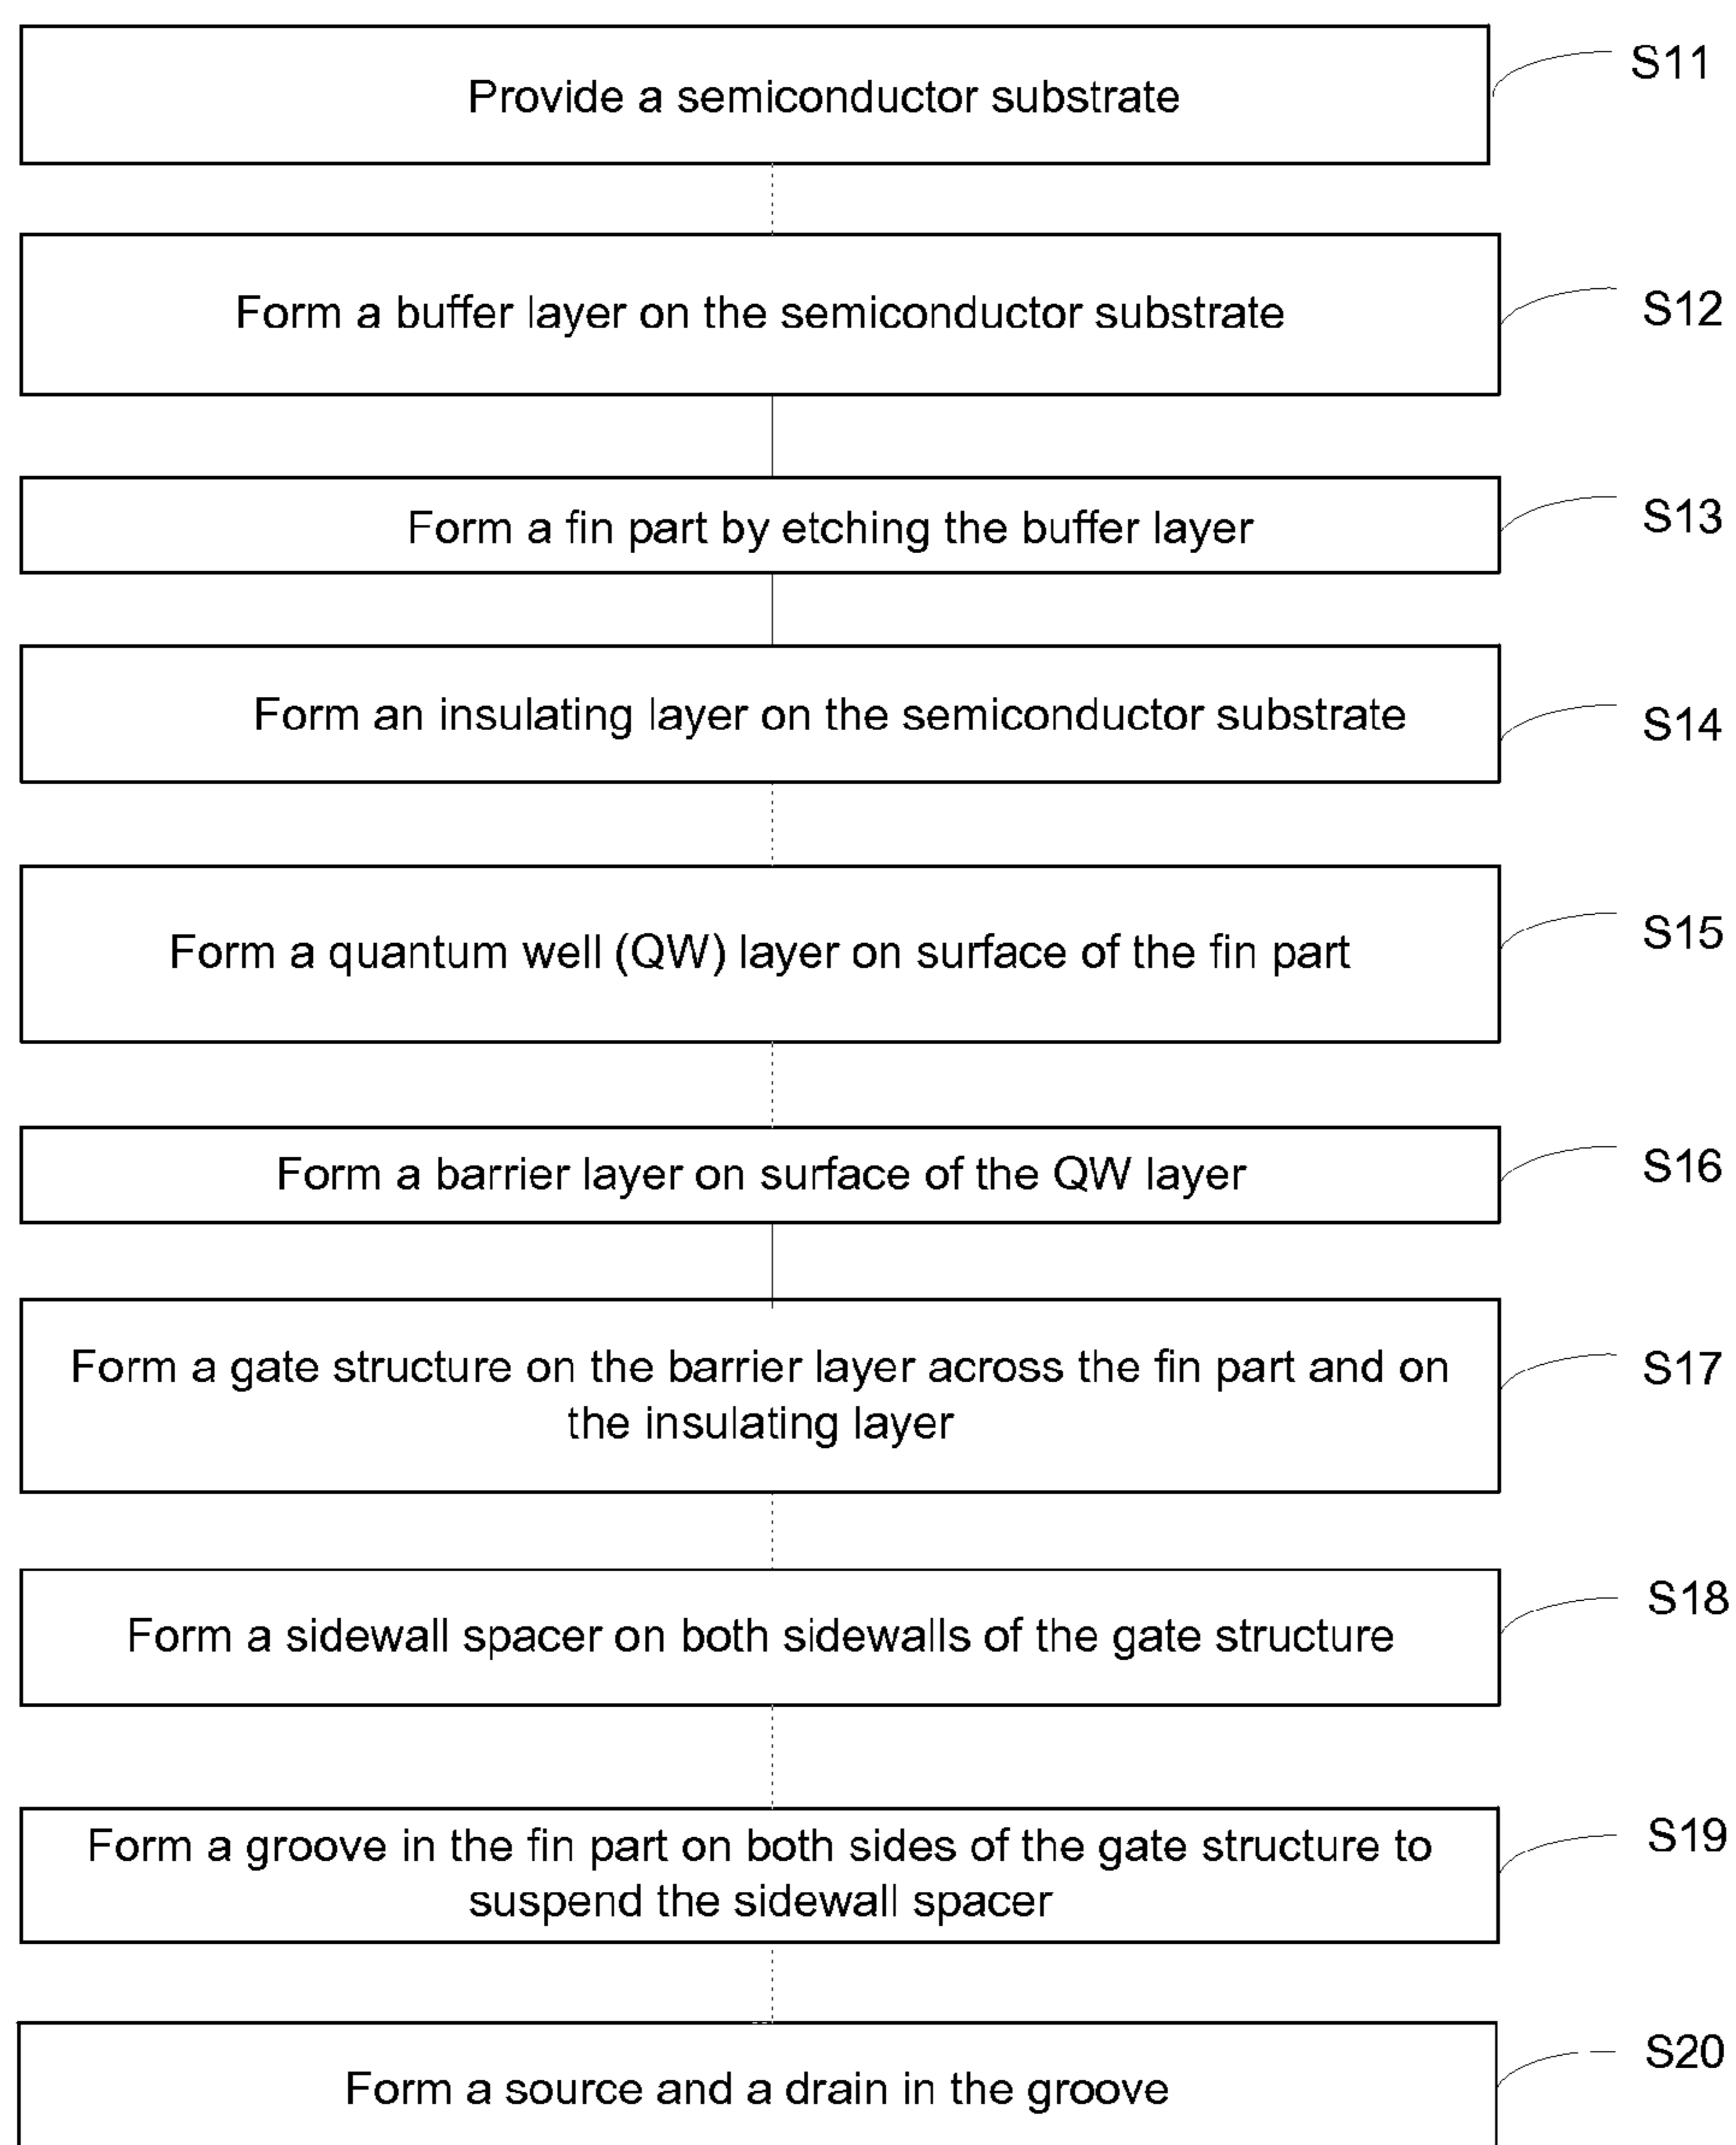 Provide a semiconductor substrate
S11
Form a buffer layer on the semiconductor substrate
S12
Form a fin part by etching the buffer layer
S13
Form an insulating layer on the semiconductor substrate
S14
Form a quantum well (QW) layer on surface of the fin part
S15
Form a barrier layer on surface of the QW layer
S16
Form a gate structure on the barrier layer across the fin part and on
the insulating layer
S17
Form a sidewall spacer on both sidewalls of the gate structure
S18
Form a groove in the fin part on both sides of the gate structure to
suspend the sidewall spacer
S19
Form a source and a drain in the groove
S20